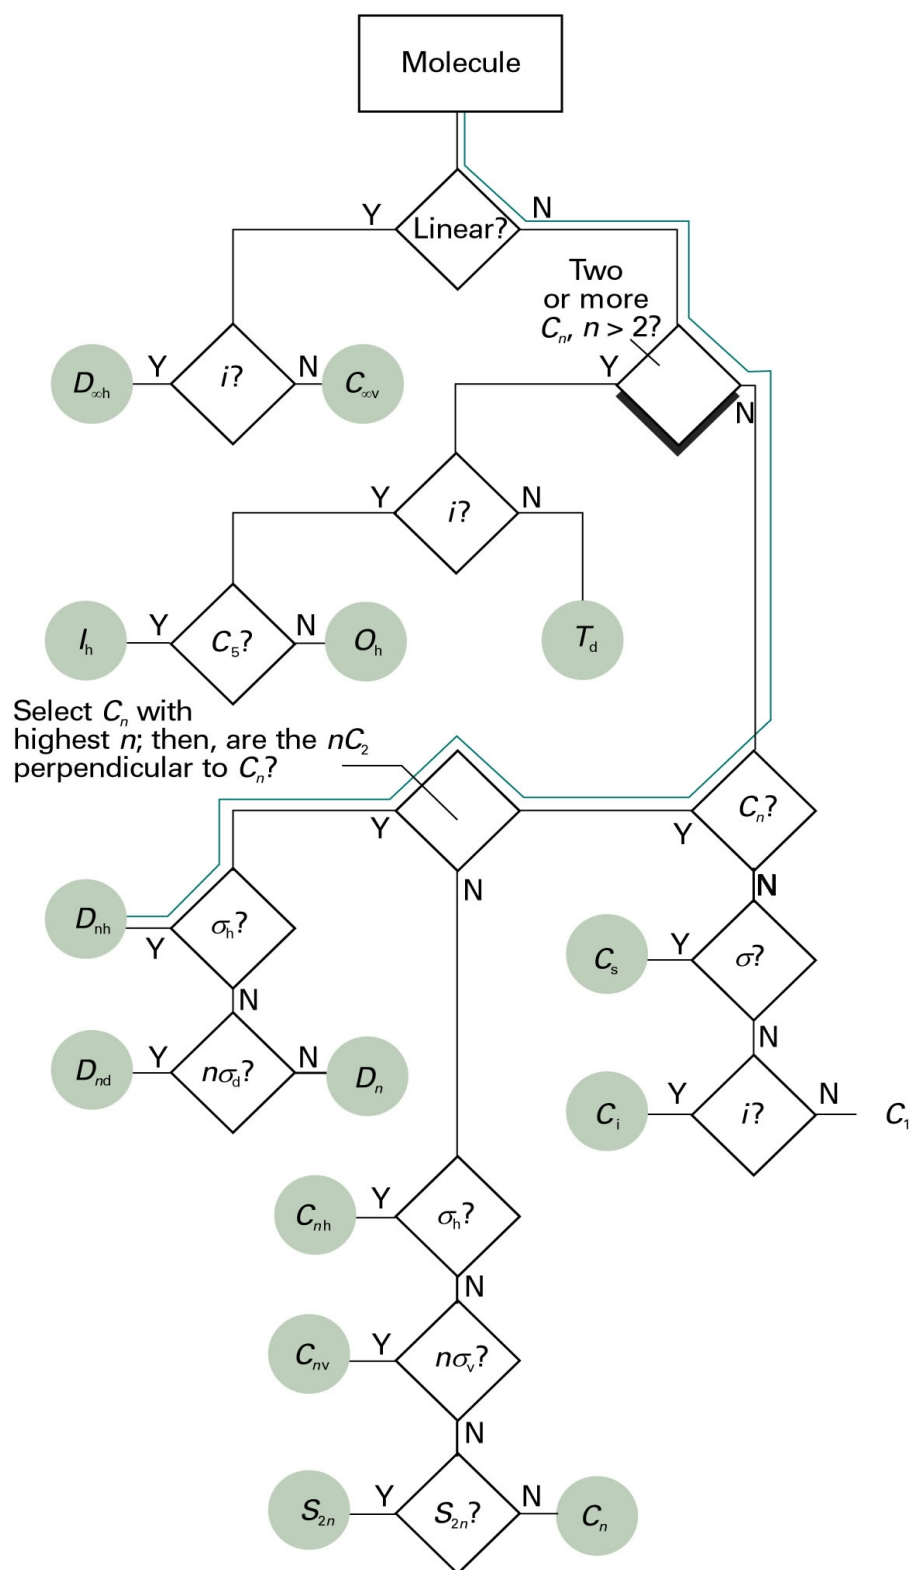 Molecule
Y
N
Linear?
Two
or more
Cₙ, n > 2?
Y
N
Y
N
D∞h
i?
C∞v
Y
N
i?
Y
N
Ih
C₅?
Oh
Td
Select Cₙ with
highest n; then, are the nC₂
perpendicular to Cₙ?
Y
N
Y
Cₙ?
N
Dnh
Y
σh?
N
Cs
Y
σ?
N
Dnd
Y
nσd?
N
Dn
Ci
Y
i?
N
C₁
Cnh
Y
σh?
N
Cnv
Y
nσv?
N
S₂ₙ
Y
S₂ₙ?
N
Cₙ